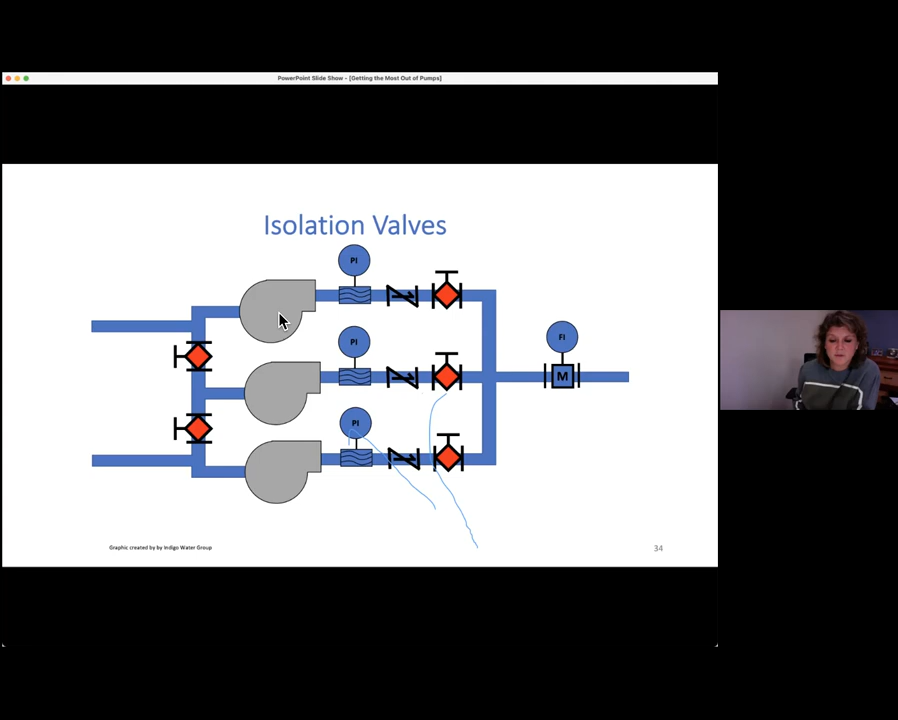 PowerPoint Slide Show - [Getting the Most Out of Pumps]
Isolation Valves
PI
PI
FI
M
PI
Graphic created by by Indigo Water Group
34